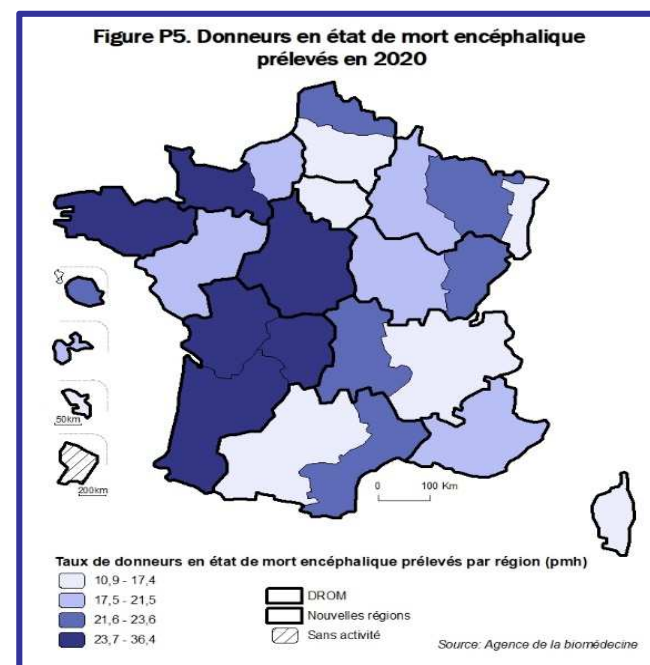 Figure P5. Donneurs en état de mort encéphalique
prélevés en 2020
50km
200km
0 100 Km
Taux de donneurs en état de mort encéphalique prélevés par région (pmh)
10,9 - 17,4
17,5 - 21,5
21,6 - 23,6
23,7 - 36,4
DROM
Nouvelles régions
Sans activité
Source: Agence de la biomédecine